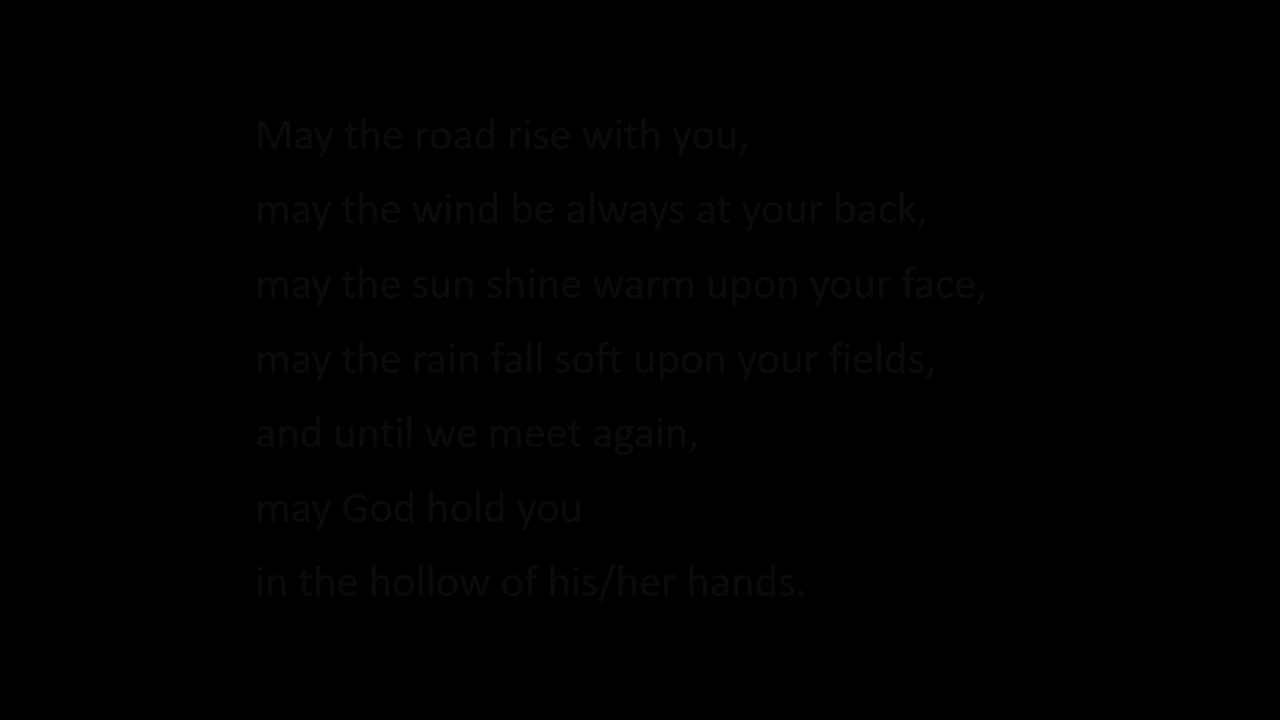 May the road rise with you,
may the wind be always at your back,
may the sun shine warm upon your face,
may the rain fall soft upon your fields,
and until we meet again,
may God hold you
in the hollow of his/her hands.